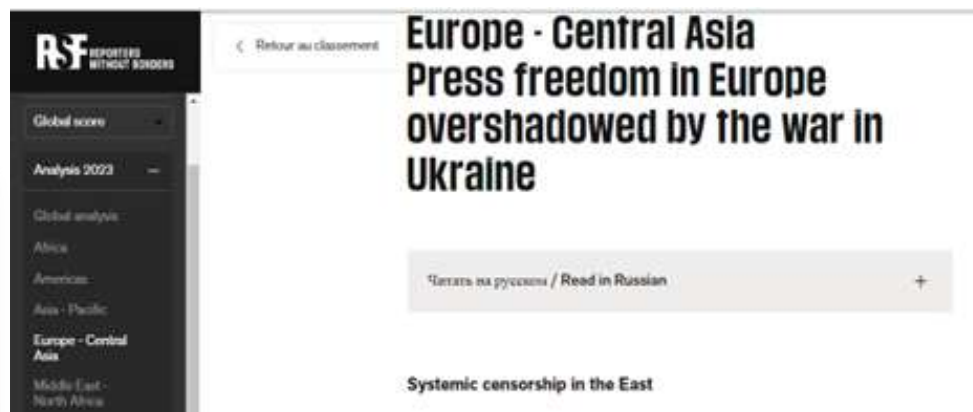 RSF REPORTERS
WITHOUT BORDERS
Global score
Analysis 2023 –
Global analysis
Africa
Americas
Asia - Pacific
Europe - Central
Asia
Middle East -
North Africa
< Retour au classement
Europe - Central Asia
Press freedom in Europe
overshadowed by the war in
Ukraine
Читать на русском / Read in Russian +
Systemic censorship in the East